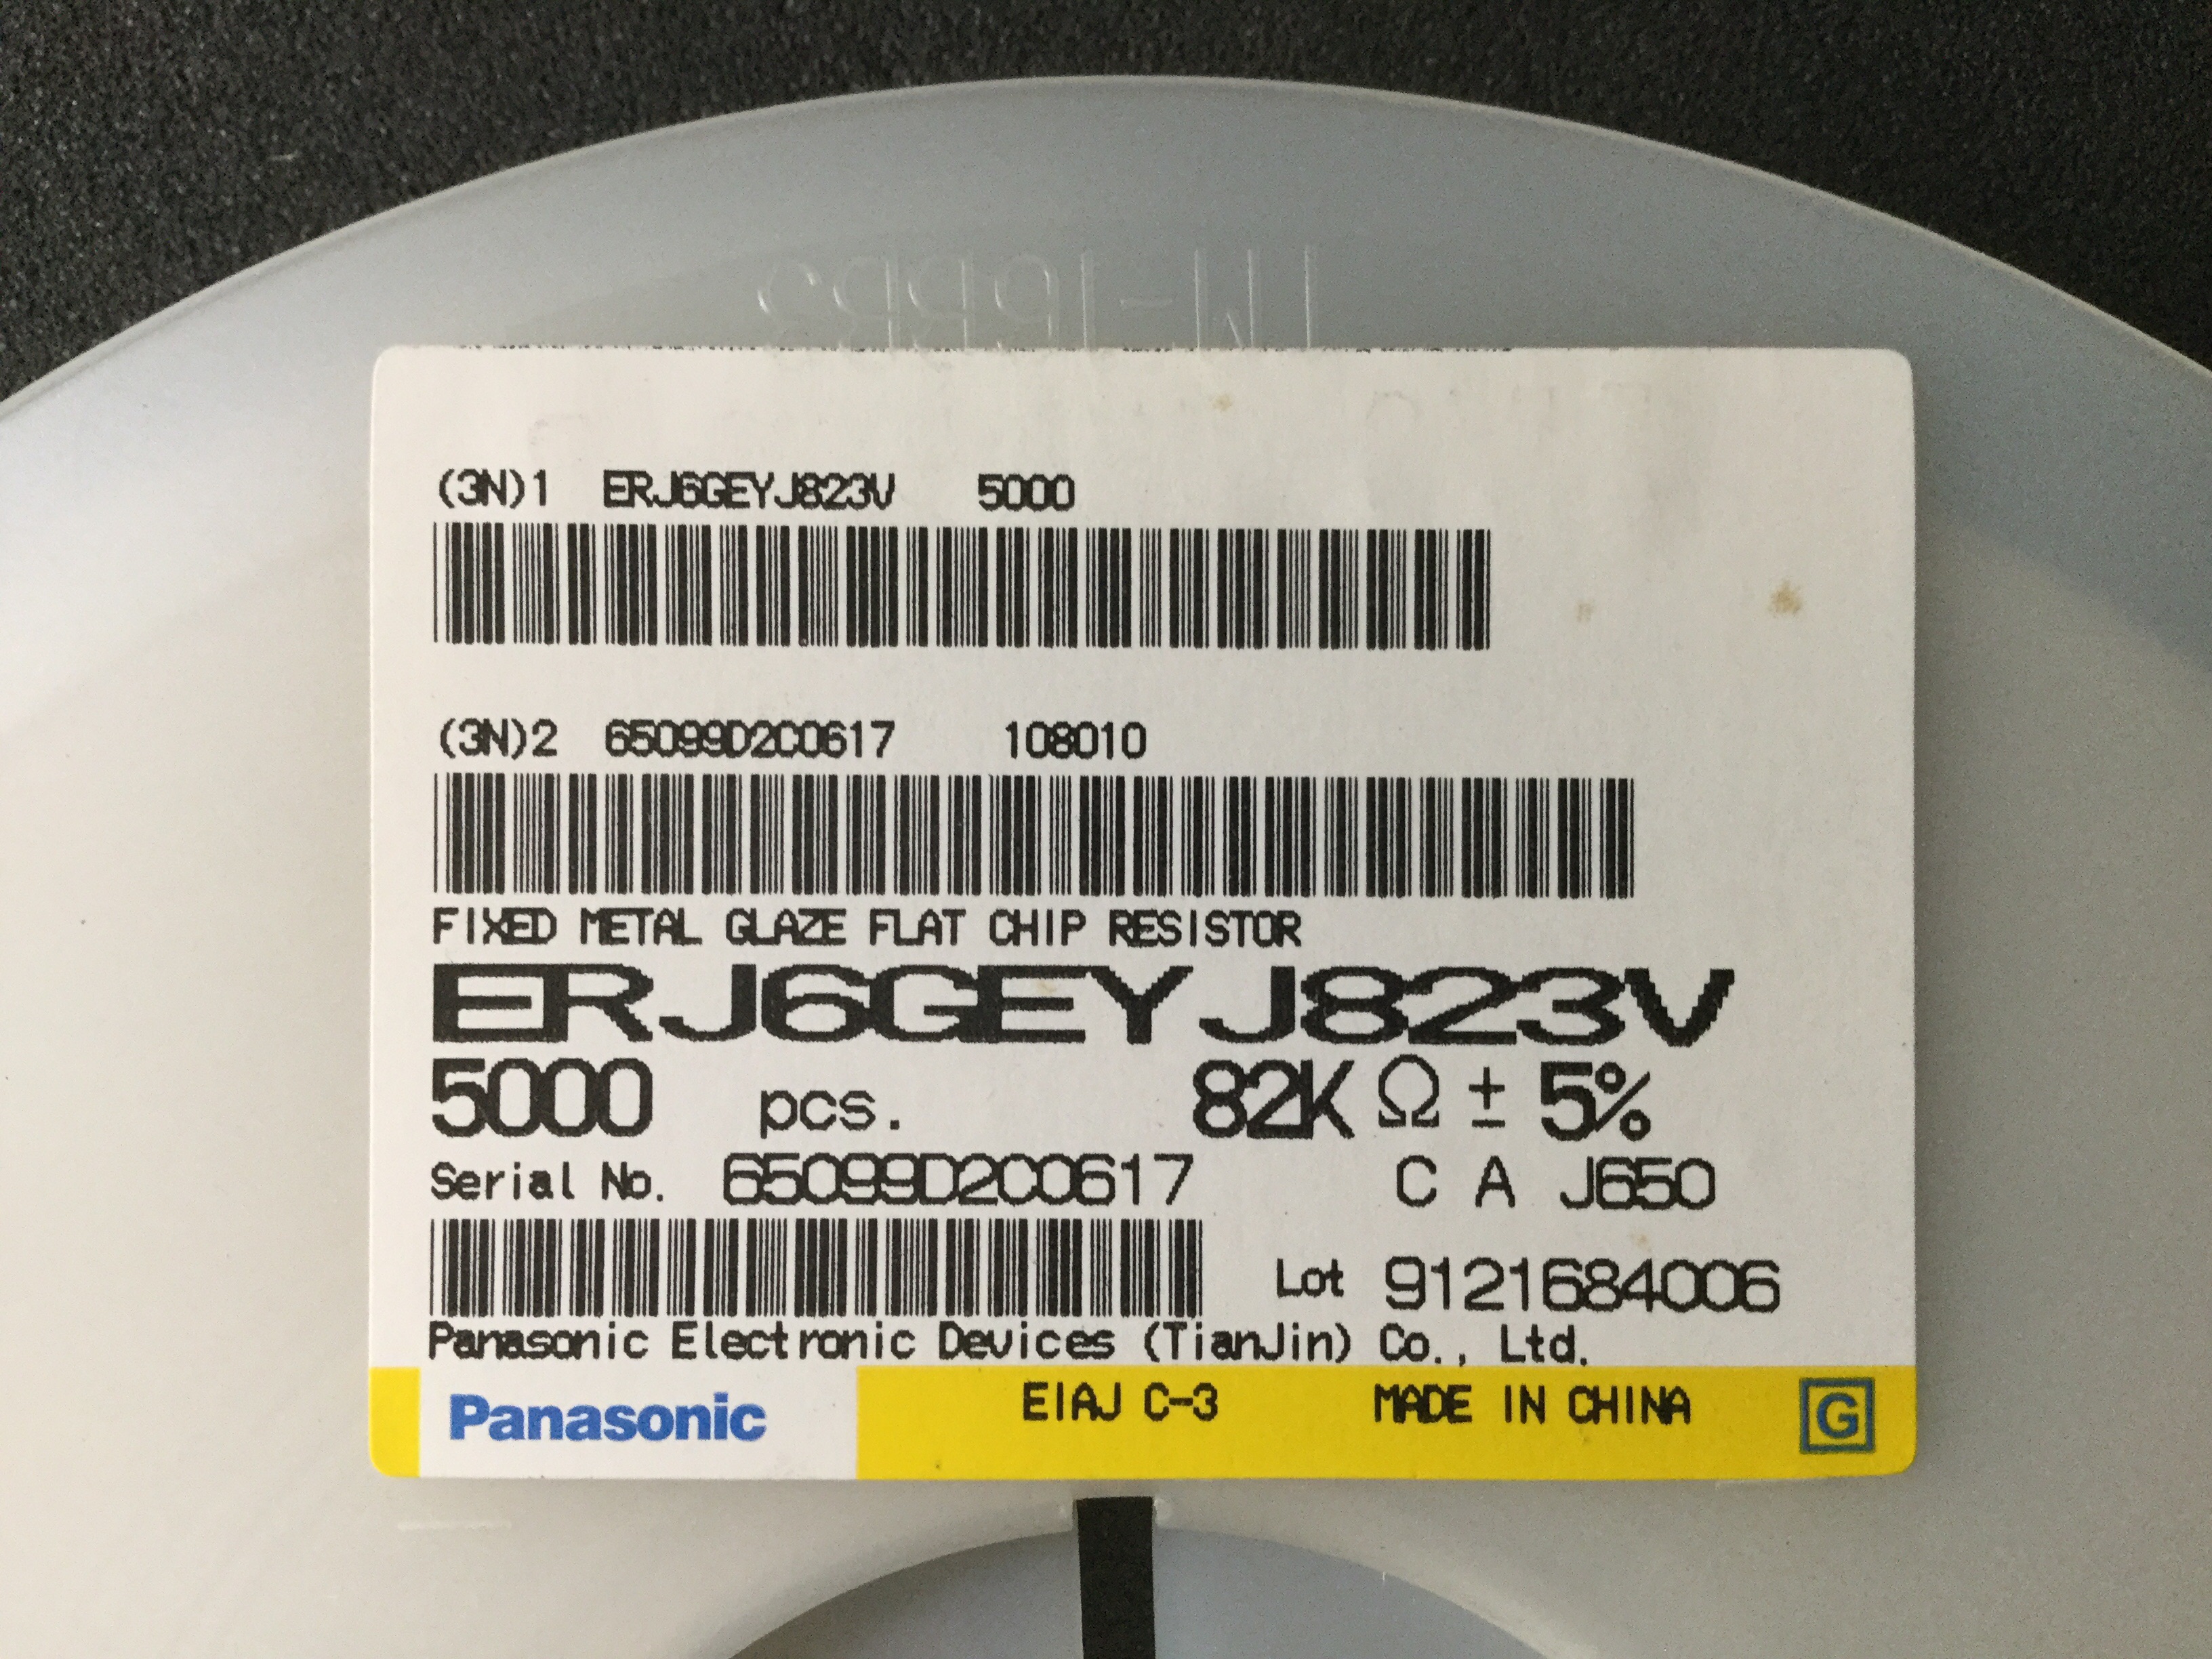 (3N)1 ERJ6GEYJ823V 5000
(3N)2 65099D2C0617 108010
FIXED METAL GLAZE FLAT CHIP RESISTOR
ERJ6GEYJ823V
5000 pcs. 82K Ω ± 5%
Serial No. 65099D2C0617 C A J650
Lot 9121684006
Panasonic Electronic Devices (TianJin) Co., Ltd.
Panasonic EIAJ C-3 MADE IN CHINA G